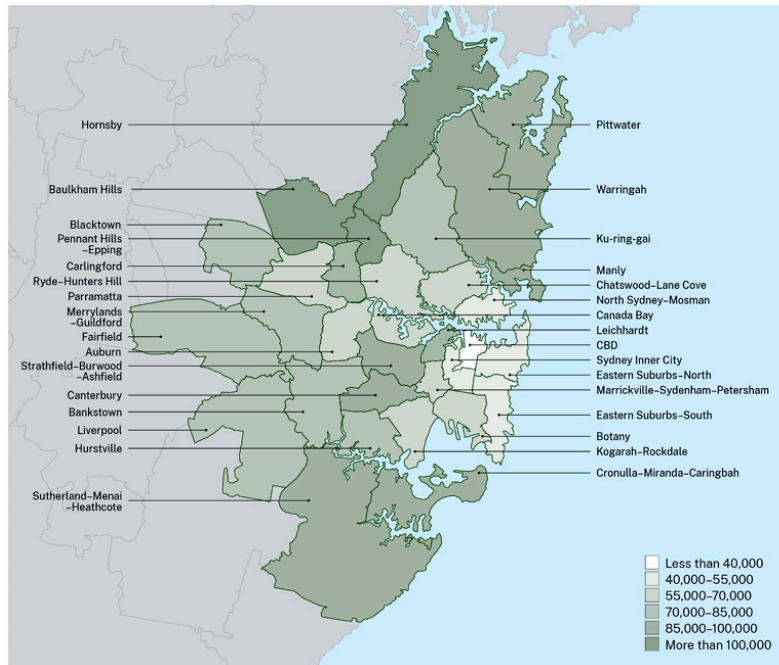 Hornsby
Baulkham Hills
Blacktown
Pennant Hills
-Epping
Carlingford
Ryde-Hunters Hill
Parramatta
Merrylands
-Guildford
Fairfield
Auburn
Strathfield-Burwood
-Ashfield
Canterbury
Bankstown
Liverpool
Hurstville
Sutherland-Menai
-Heathcote
Pittwater
Warringah
Ku-ring-gai
Manly
Chatswood-Lane Cove
North Sydney-Mosman
Canada Bay
Leichhardt
CBD
Sydney Inner City
Eastern Suburbs-North
Marrickville-Sydenham-Petersham
Eastern Suburbs-South
Botany
Kogarah-Rockdale
Cronulla-Miranda-Caringbah
Less than 40,000
40,000–55,000
55,000–70,000
70,000–85,000
85,000–100,000
More than 100,000